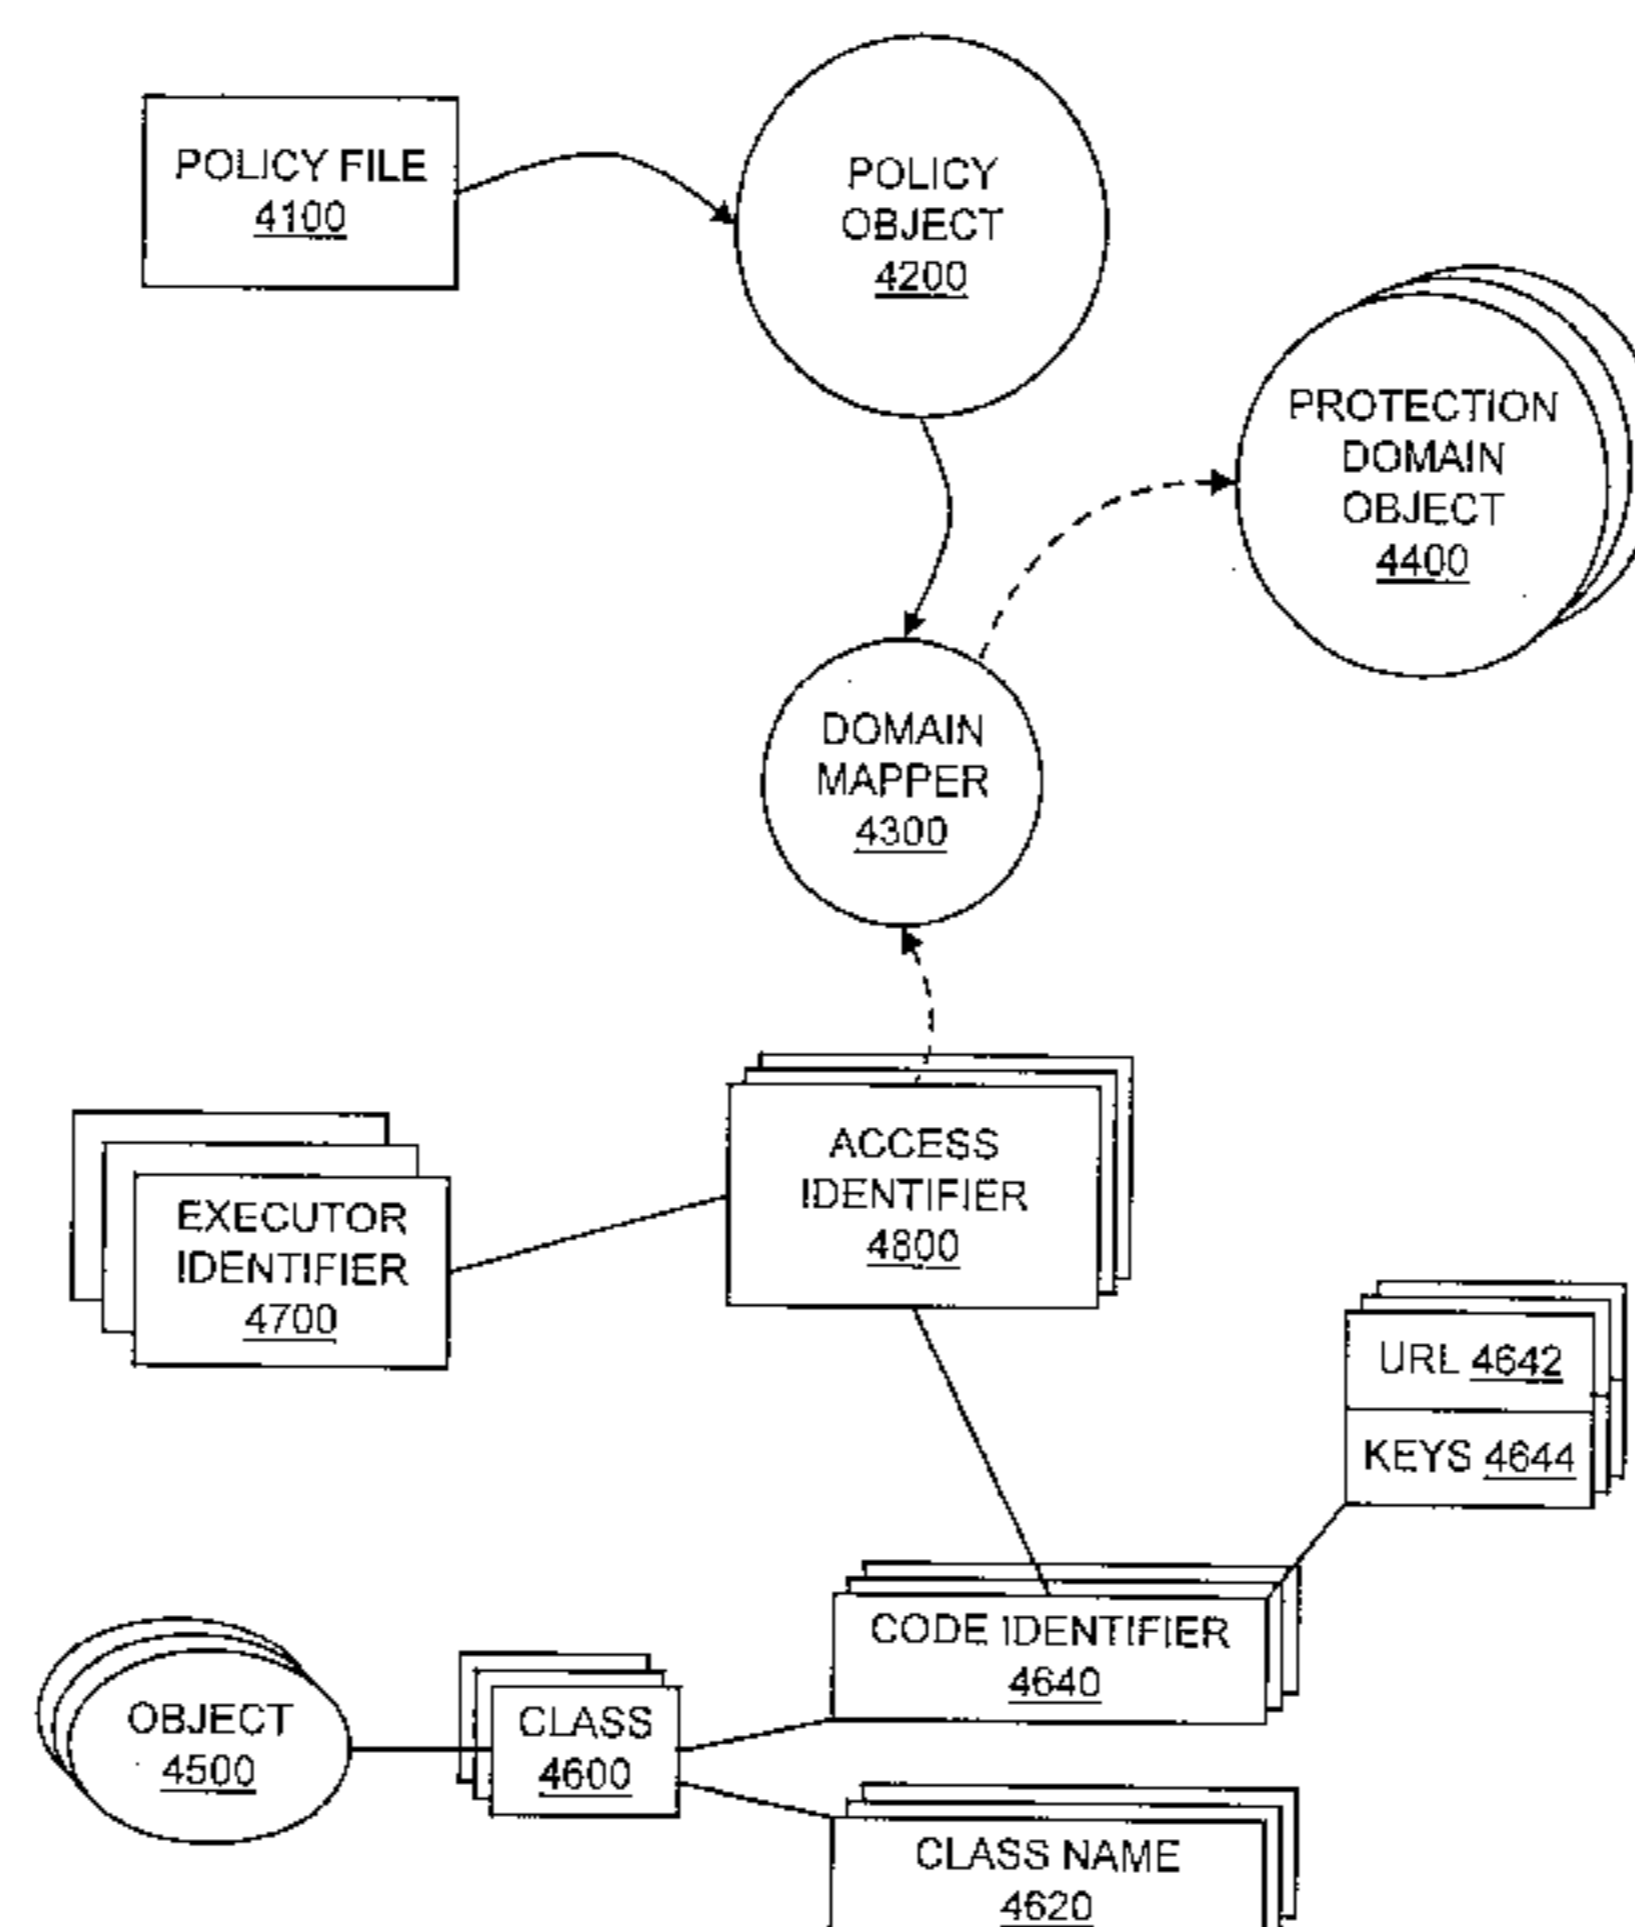 POLICY FILE
4100
POLICY
OBJECT
4200
PROTECTION
DOMAIN
OBJECT
4400
DOMAIN
MAPPER
4300
ACCESS
IDENTIFIER
4800
EXECUTOR
IDENTIFIER
4700
URL 4642
KEYS 4644
CODE IDENTIFIER
4640
OBJECT
4500
CLASS
4600
CLASS NAME
4620